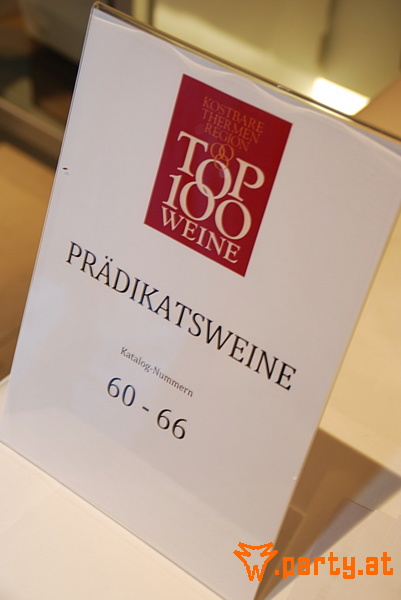 KOSTBARE
THERMEN
REGION
TOP
100
WEINE
PRÄDIKATSWEINE
Katalog-Nummern
60 - 66
w.party.at